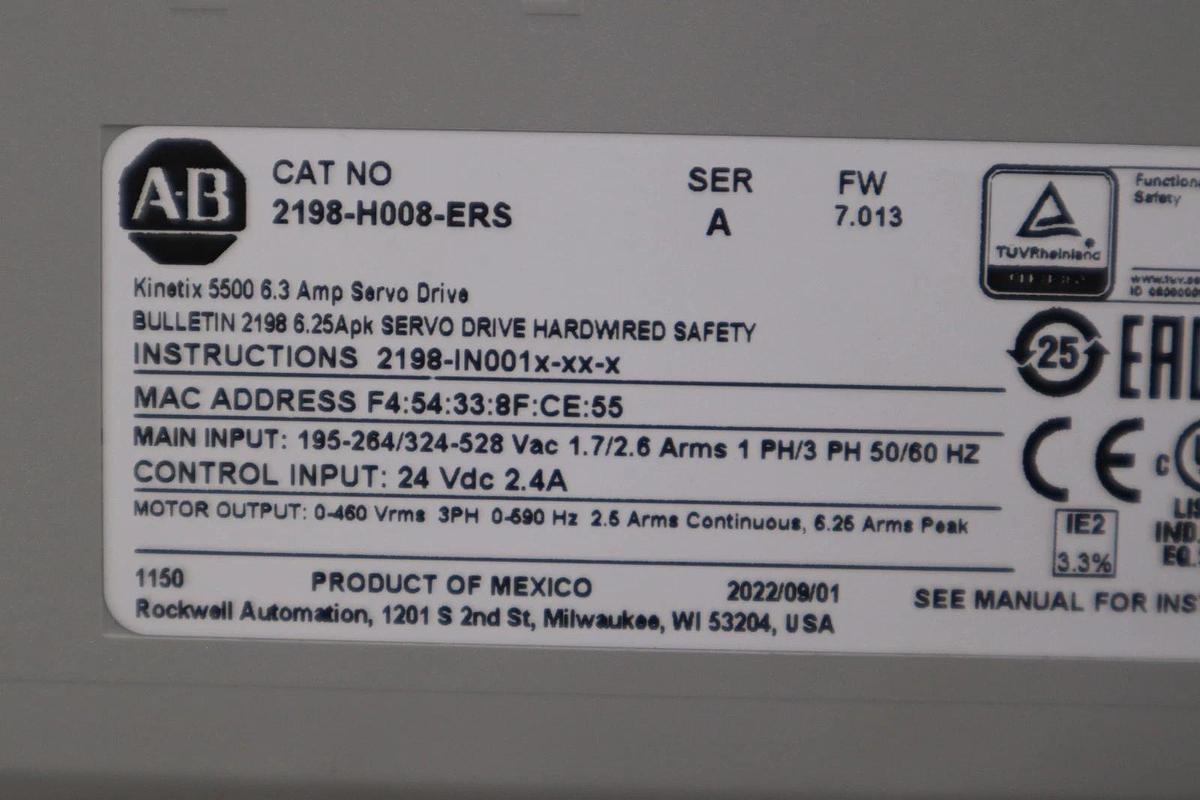 A-B
CAT NO
2198-H008-ERS
SER
A
FW
7.013
Kinetix 5500 6.3 Amp Servo Drive
BULLETIN 2198 6.25Apk SERVO DRIVE HARDWIRED SAFETY
INSTRUCTIONS 2198-IN001x-xx-x
MAC ADDRESS F4:54:33:8F:CE:55
MAIN INPUT: 195-264/324-528 Vac 1.7/2.6 Arms 1 PH/3 PH 50/60 HZ
CONTROL INPUT: 24 Vdc 2.4A
MOTOR OUTPUT: 0-460 Vrms 3PH 0-590 Hz 2.5 Arms Continuous, 6.25 Arms Peak
1150
PRODUCT OF MEXICO
2022/09/01
Rockwell Automation, 1201 S 2nd St, Milwaukee, WI 53204, USA
TÜVRheinland
Function
Safety
25
EAC
CE
c
IE2
3.3%
LIS
IND.
EQ.
SEE MANUAL FOR INS